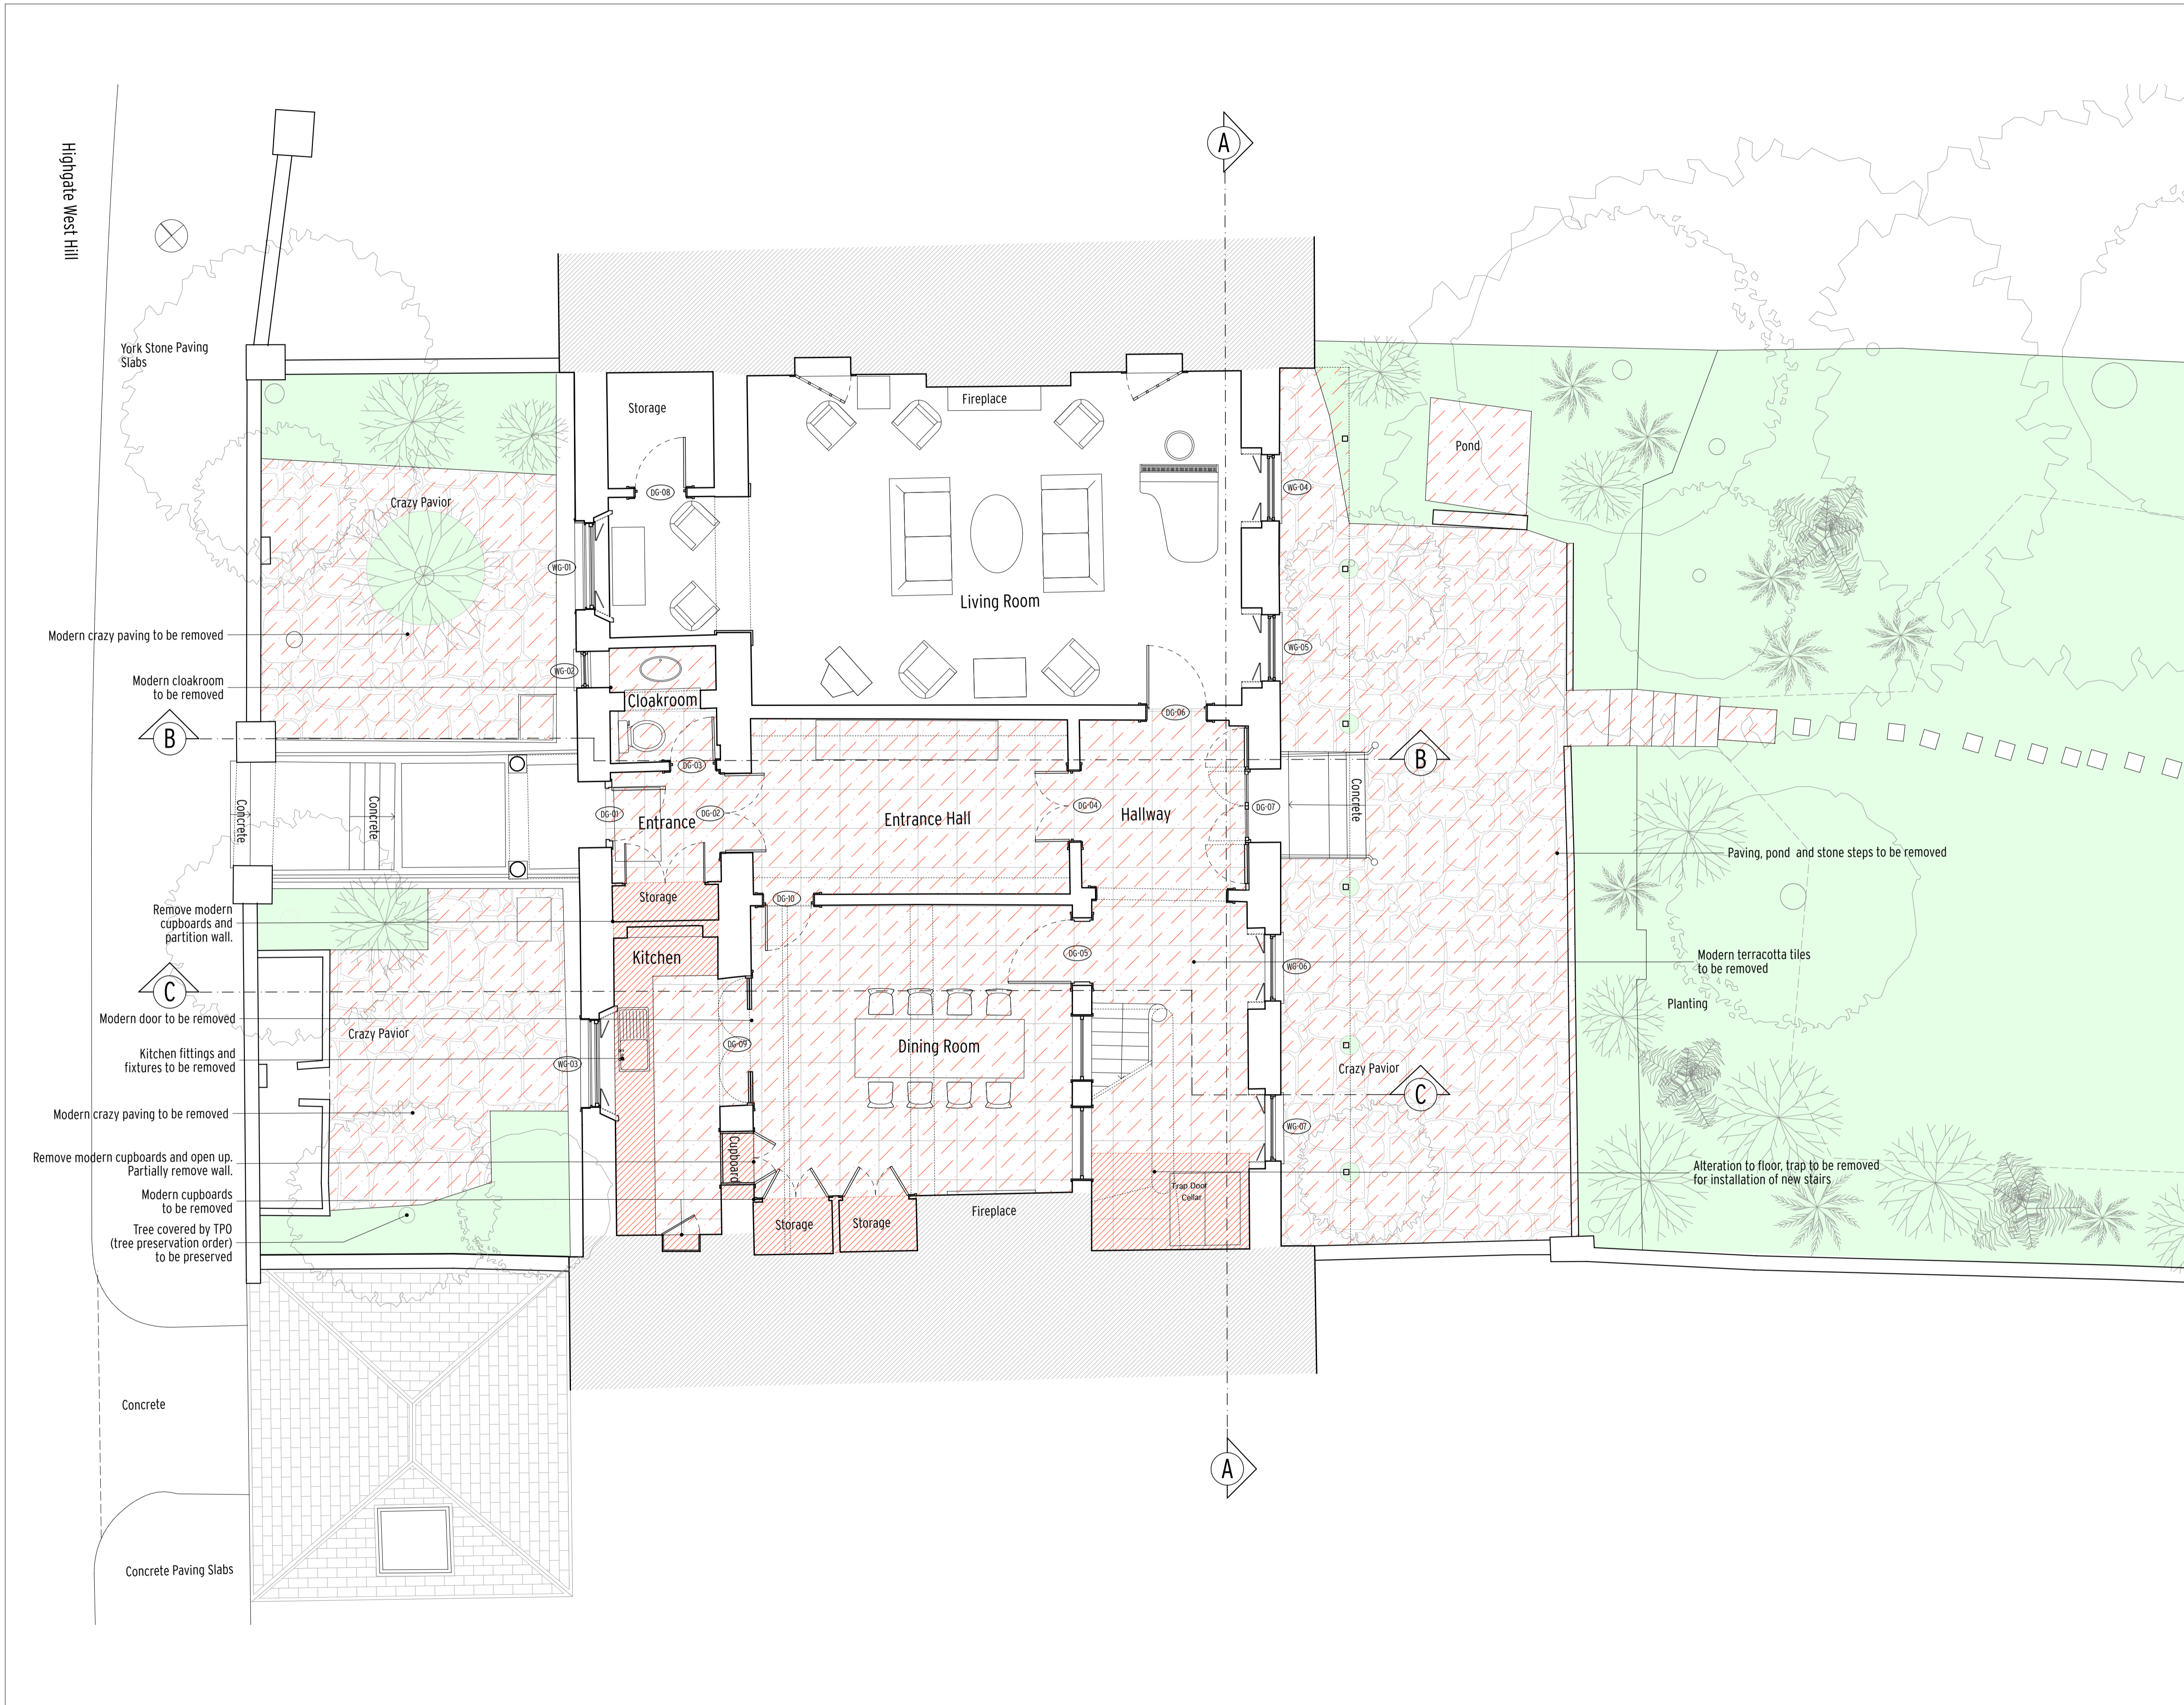 Highgate West Hill
A
York Stone Paving
Slabs
Storage
Fireplace
Pond
DG-08
WG-04
Crazy Pavior
WG-01
Living Room
Modern crazy paving to be removed
WG-05
WG-02
Modern cloakroom
to be removed
Cloakroom
DG-06
B
B
DG-03
Concrete
Concrete
DG-01
Entrance
DG-02
Entrance Hall
DG-04
Hallway
DG-07
Concrete
Paving, pond and stone steps to be removed
Storage
DG-10
Remove modern
cupboards and
partition wall.
Kitchen
DG-05
WG-06
Modern terracotta tiles
to be removed
C
Planting
Modern door to be removed
Crazy Pavior
DG-09
Dining Room
Kitchen fittings and
fixtures to be removed
WG-03
Crazy Pavior
C
Modern crazy paving to be removed
WG-07
Cupboard
Remove modern cupboards and open up.
Partially remove wall.
Alteration to floor, trap to be removed
for installation of new stairs
Modern cupboards
to be removed
Trap Door
Cellar
Storage
Storage
Fireplace
Tree covered by TPO
(tree preservation order)
to be preserved
Concrete
A
Concrete Paving Slabs